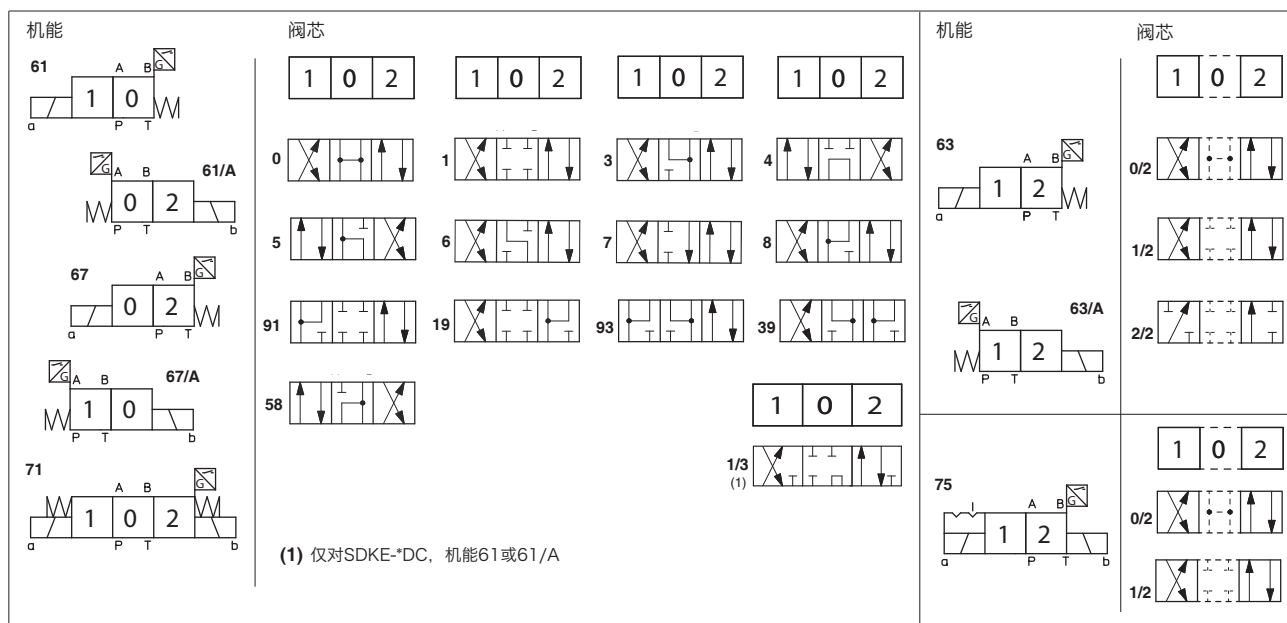 机能
阀芯
1 0 2
1 0 2
1 0 2
1 0 2
61
A B
G
1 0
a
P T
G
A B
61/A
0 2
P T
b
67
A B
G
0 2
a
P T
G
A B
67/A
1 0
P T
b
71
A B
G
1 0 2
a
P T
b
0
1
3
4
5
6
7
8
91
19
93
39
58
1 0 2
1/3
(1)
(1) 仅对SDKE-*DC，机能61或61/A
机能
阀芯
1 0 2
63
A B
G
1 2
a
P T
0/2
1/2
2/2
G
A B
63/A
1 2
P T
b
1 0 2
75
A B
G
1 2
a
P T
b
0/2
1/2